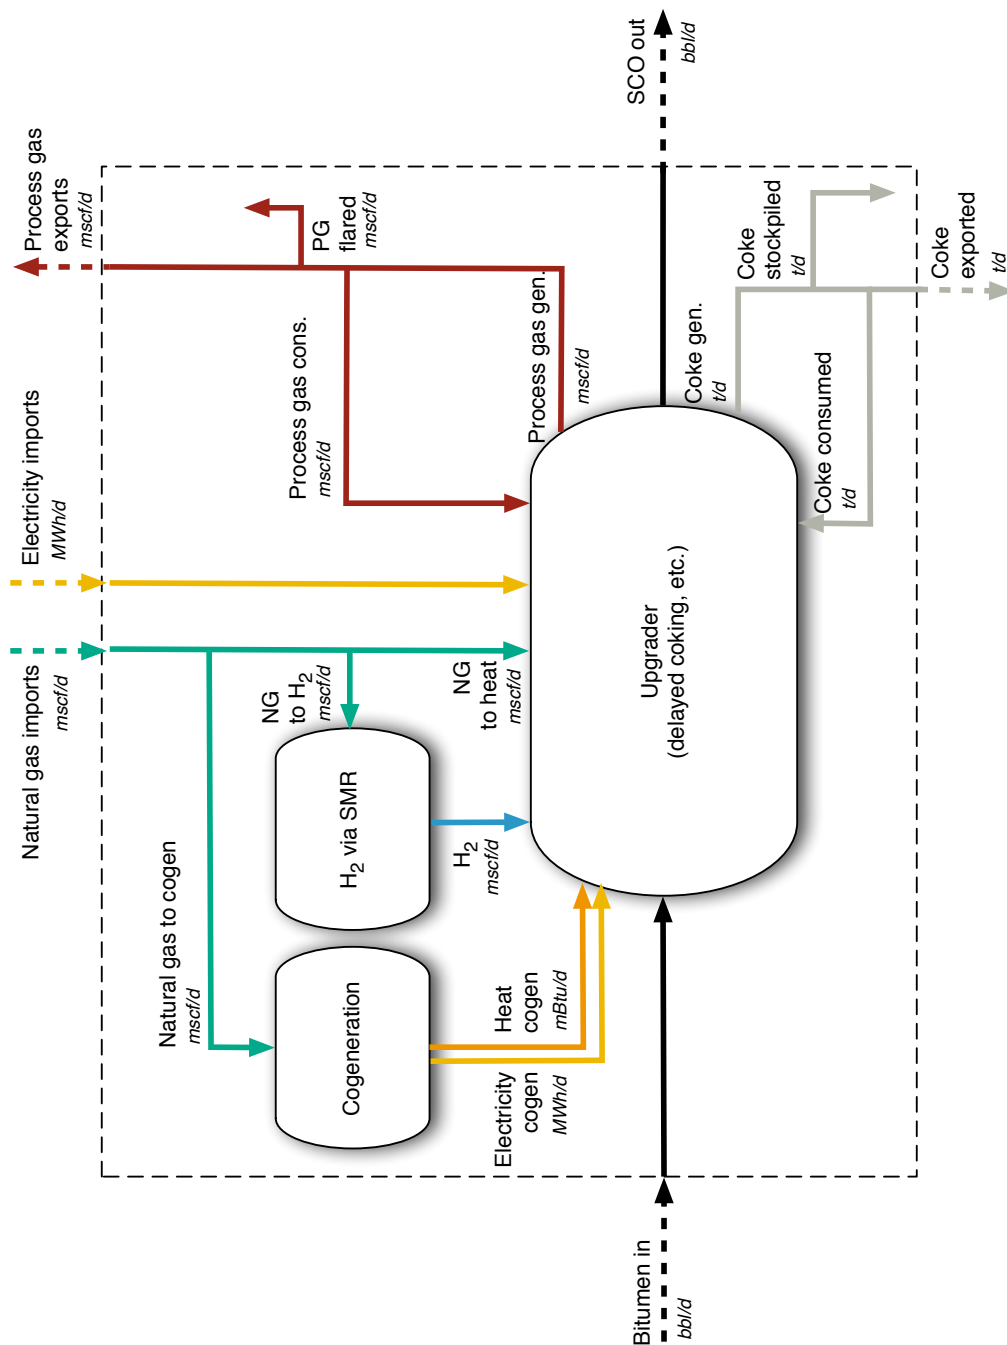 Natural gas imports
mscf/d
Electricity imports
MWh/d
Process gas
exports
mscf/d
Natural gas to cogen
mscf/d
NG
to H2
mscf/d
Process gas cons.
mscf/d
PG
flared
mscf/d
Cogeneration
H2 via SMR
Electricity
cogen
MWh/d
Heat
cogen
mBtu/d
H2
mscf/d
NG
to heat
mscf/d
Process gas gen.
mscf/d
Bitumen in
bbl/d
Upgrader
(delayed coking, etc.)
SCO out
bbl/d
Coke gen.
t/d
Coke
stockpiled
t/d
Coke consumed
t/d
Coke
exported
t/d